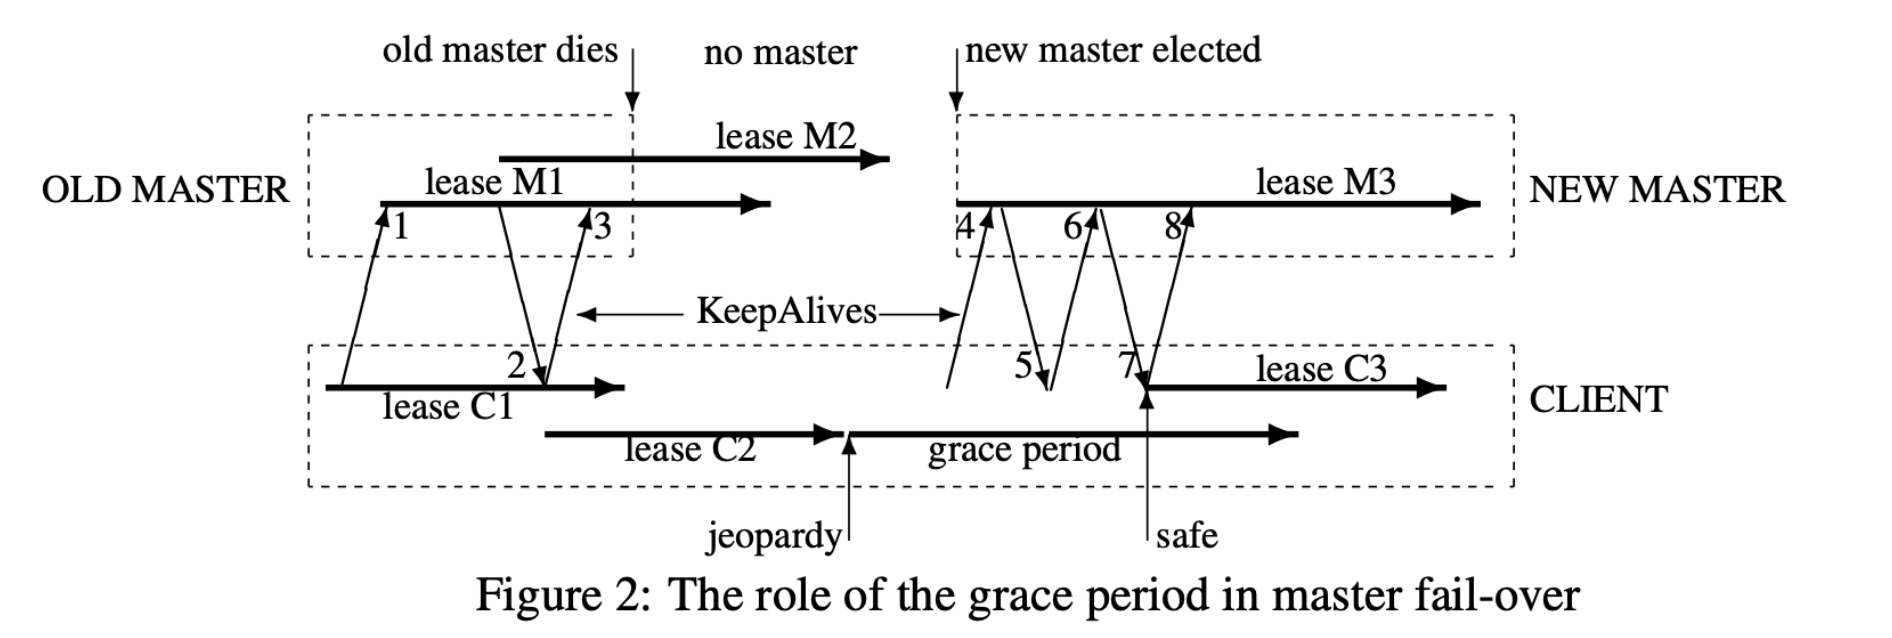 old master dies
no master
new master elected
lease M2
OLD MASTER
lease M1
lease M3
NEW MASTER
1
3
4
6
8
KeepAlives
2
5
7
lease C3
CLIENT
lease C1
lease C2
grace period
jeopardy
safe
Figure 2: The role of the grace period in master fail-over